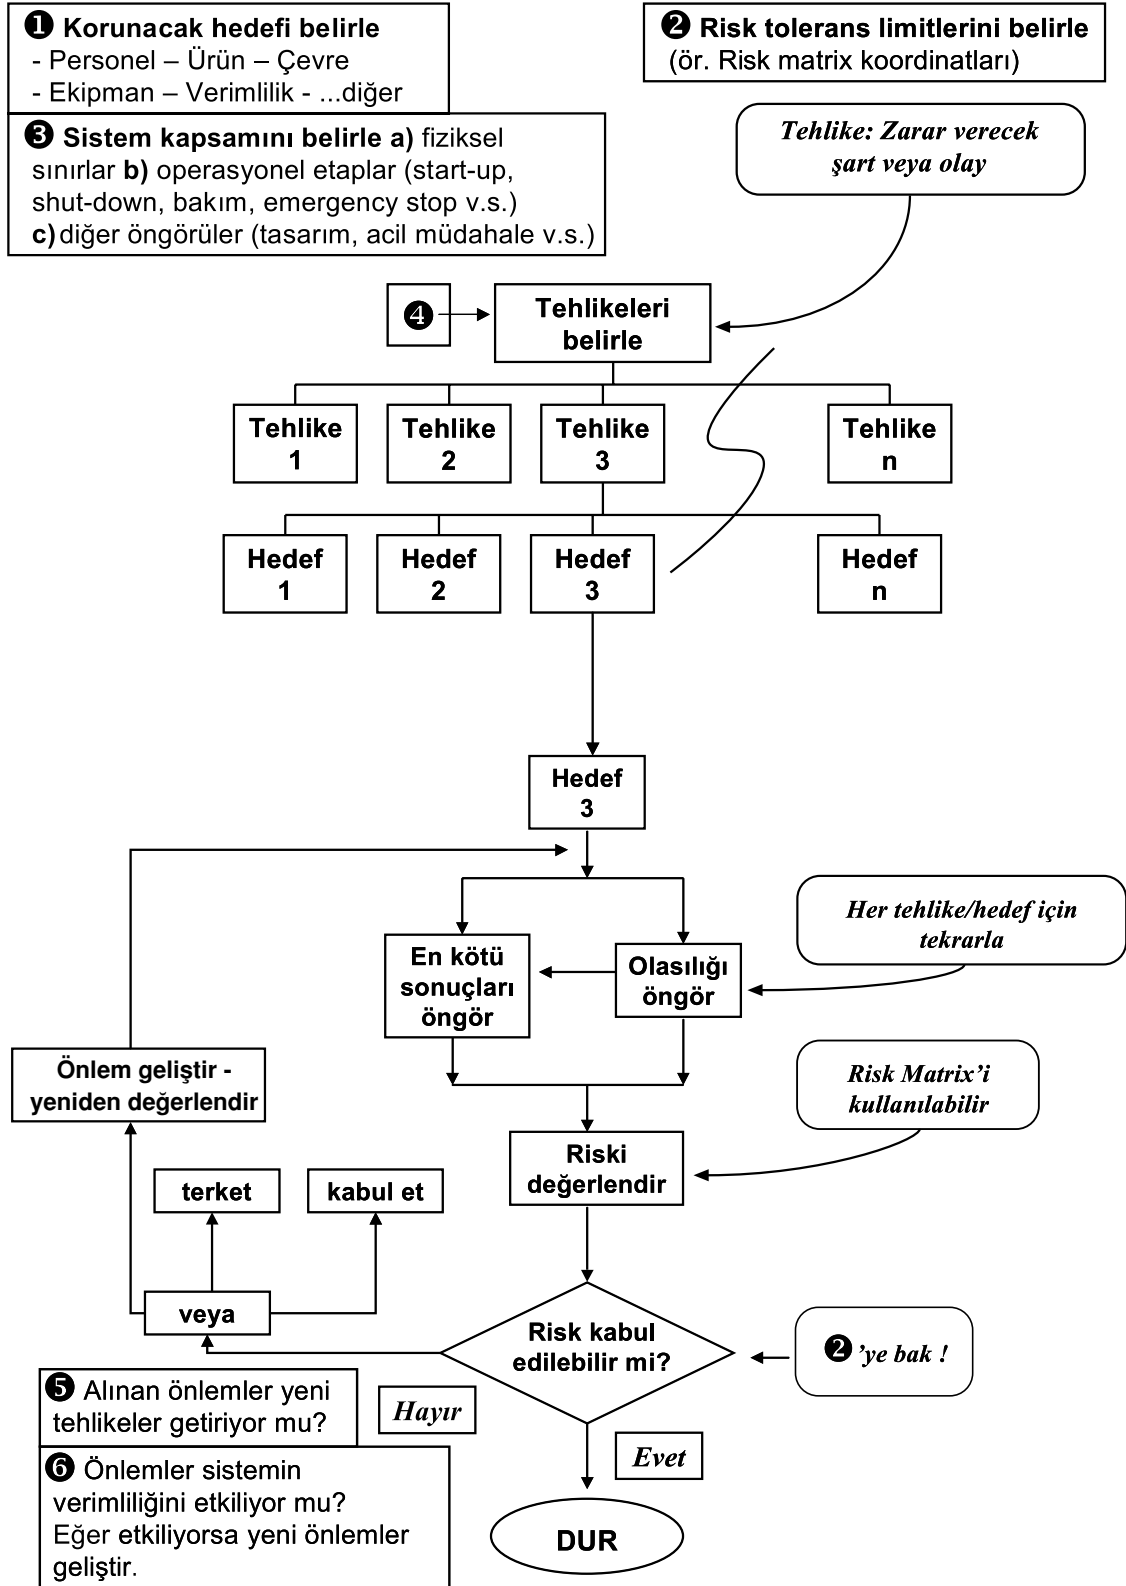 ❶ Korunacak hedefi belirle
- Personel – Ürün – Çevre
- Ekipman – Verimlilik - ...diğer
❷ Risk tolerans limitlerini belirle
(ör. Risk matrix koordinatları)
❸ Sistem kapsamını belirle a) fiziksel
sınırlar b) operasyonel etaplar (start-up,
shut-down, bakım, emergency stop v.s.)
c) diğer öngörüler (tasarım, acil müdahale v.s.)
Tehlike: Zarar verecek
şart veya olay
❹
Tehlikeleri
belirle
Tehlike
1
Tehlike
2
Tehlike
3
Tehlike
n
Hedef
1
Hedef
2
Hedef
3
Hedef
n
Hedef
3
Her tehlike/hedef için
tekrarla
En kötü
sonuçları
öngör
Olasılığı
öngör
Önlem geliştir -
yeniden değerlendir
Risk Matrix'i
kullanılabilir
Riski
değerlendir
terket
kabul et
veya
Risk kabul
edilebilir mi?
❷ 'ye bak !
❺ Alınan önlemler yeni
tehlikeler getiriyor mu?
Hayır
Evet
❻ Önlemler sistemin
verimliliğini etkiliyor mu?
Eğer etkiliyorsa yeni önlemler
geliştir.
DUR